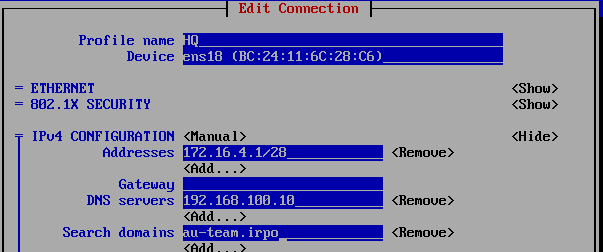 Edit Connection
Profile name HQ
Device ens18 (BC:24:11:6C:28:C6)
= ETHERNET <Show>
= 802.1X SECURITY <Show>
= IPv4 CONFIGURATION <Manual> <Hide>
Addresses 172.16.4.1/28 <Remove>
<Add...>
Gateway
DNS servers 192.168.100.10 <Remove>
<Add...>
Search domains au-team.irpo <Remove>
<Add...>